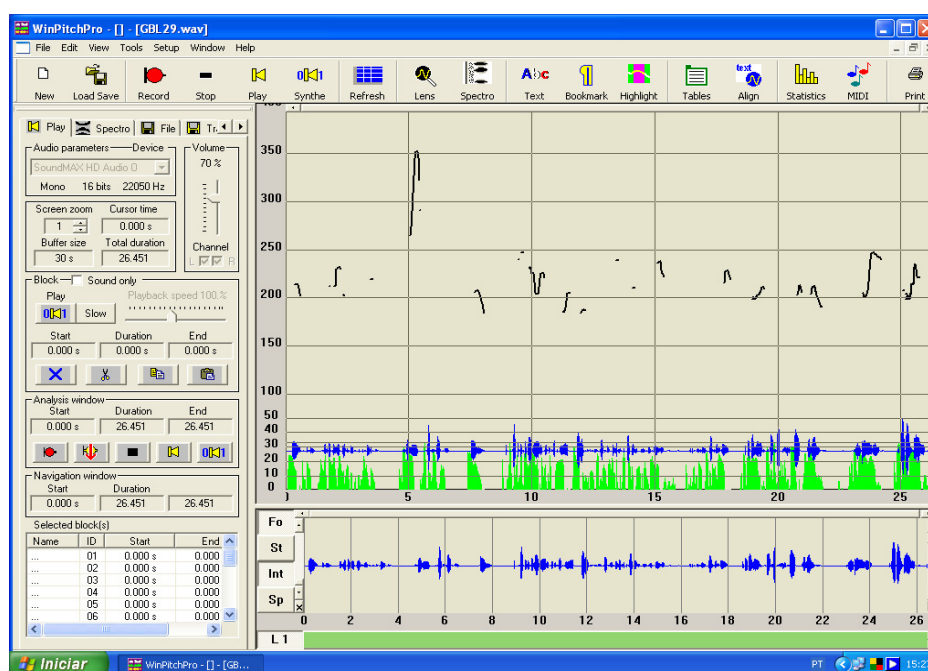 WinPitchPro - [] - [GBL29.wav]
File Edit View Tools Setup Window Help
New Load Save Record Stop Play Synthe Refresh Lens Spectro Text Bookmark Highlight Tables Align Statistics MIDI Print
Play Spectro File
Audio parameters Device Volume
SoundMAX HD Audio O 70 %
Mono 16 bits 22050 Hz
Screen zoom Cursor time
1 0.000 s
Buffer size Total duration Channel
30 s 26.451 L R
Block Sound only
Play Playback speed 100 %
0 1 Slow
Start Duration End
0.000 s 0.000 s 0.000 s
Analysis window
Start Duration End
0.000 s 26.451 26.451
0 1
Navigation window
Start Duration
0.000 s 26.451 26.451
Selected block(s)
Name ID Start End
... 01 0.000 s 0.000
... 02 0.000 s 0.000
... 03 0.000 s 0.000
... 04 0.000 s 0.000
... 05 0.000 s 0.000
... 06 0.000 s 0.000
350
300
250
200
150
100
50
40
30
20
10
0
5 10 15 20 25
Fo
St
Int
Sp
0 2 4 6 8 10 12 14 16 18 20 22 24 26
L 1
Iniciar WinPitchPro - [] - [GB... PT